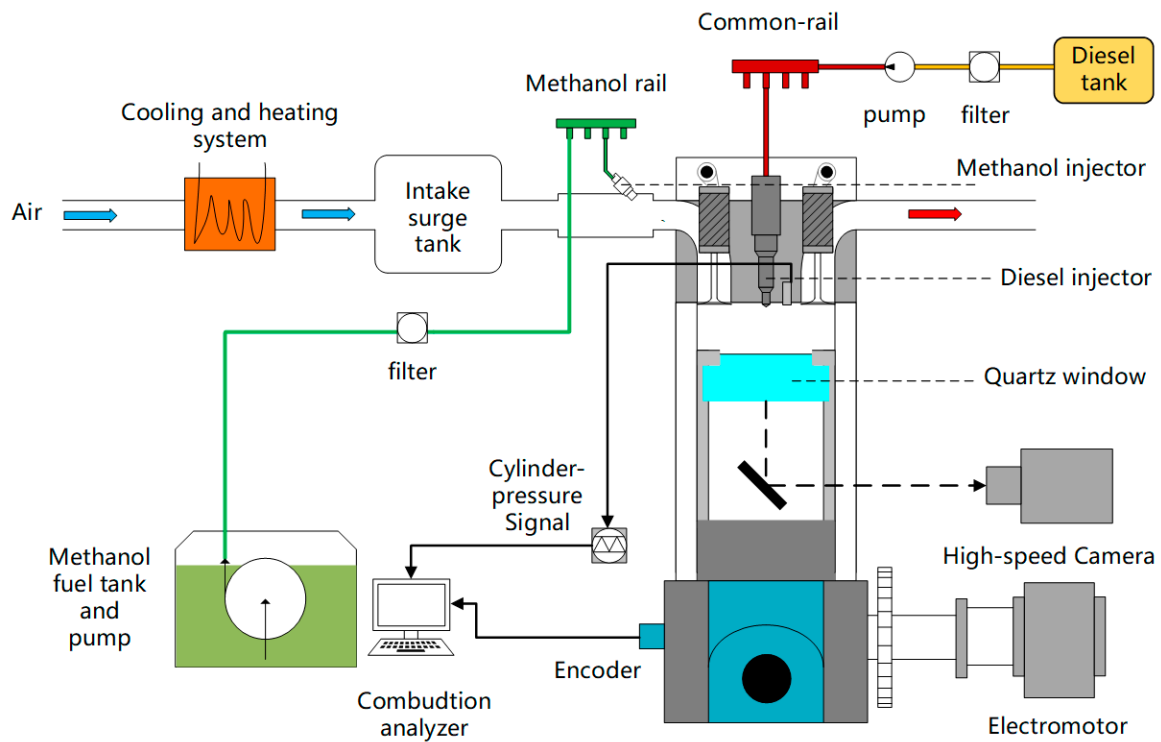 Common-rail
Diesel
tank
Methanol rail
pump
filter
Cooling and heating
system
Methanol injector
Air
Intake
surge
tank
Diesel injector
filter
Quartz window
Cylinder-
pressure
Signal
High-speed Camera
Methanol
fuel tank
and
pump
Encoder
Combudtion
analyzer
Electromotor